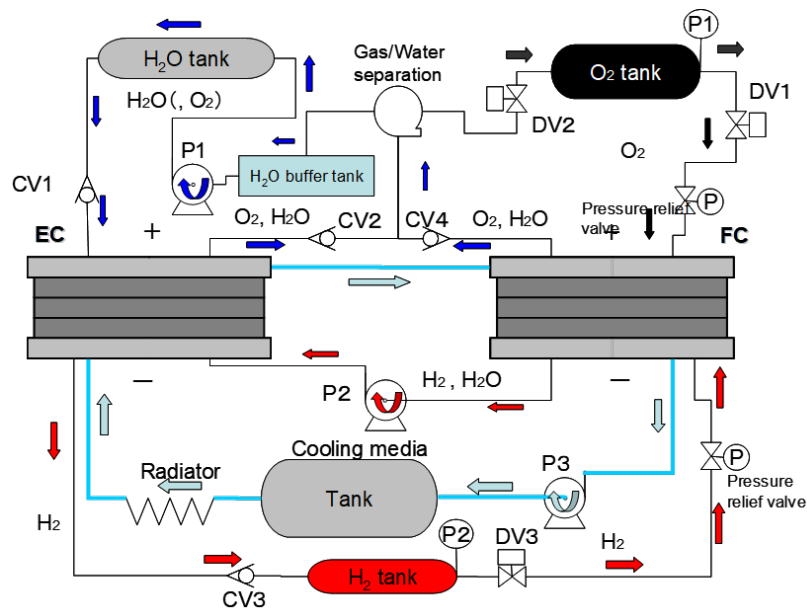 H2O tank
Gas/Water
separation
P1
O2 tank
H2O(, O2)
DV1
DV2
P1
O2
H2O buffer tank
CV1
P
Pressure relief
valve
O2, H2O
CV2
CV4
O2, H2O
EC
+
+
FC
−
−
H2 , H2O
P2
Cooling media
P
Radiator
P3
Pressure
relief valve
Tank
H2
P2
DV3
H2
H2 tank
CV3